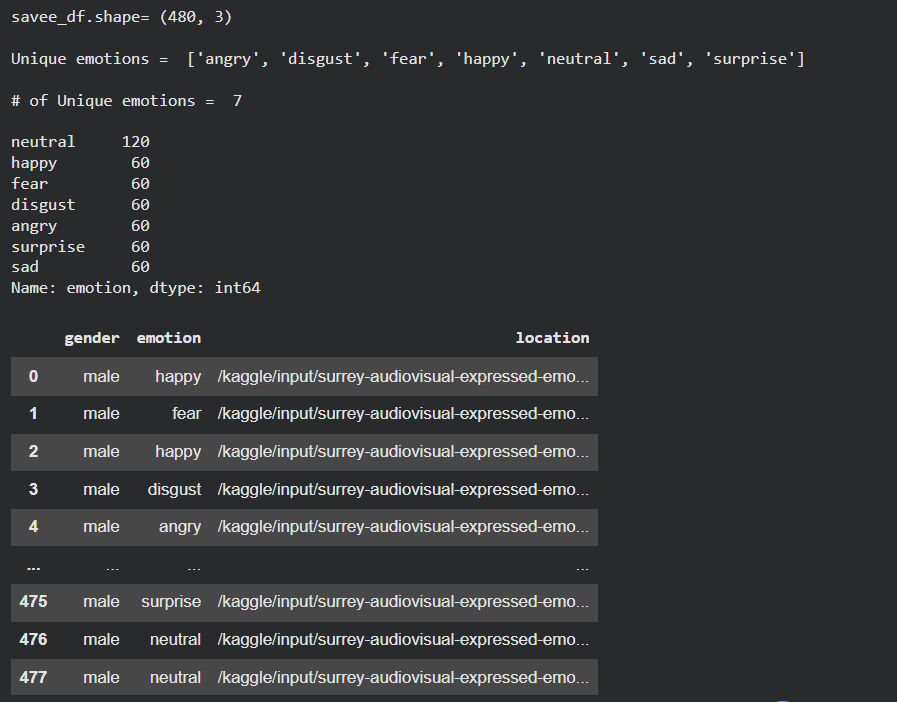 savee_df.shape= (480, 3)
Unique emotions =  ['angry', 'disgust', 'fear', 'happy', 'neutral', 'sad', 'surprise']
# of Unique emotions =  7
neutral     120
happy        60
fear         60
disgust      60
angry        60
surprise     60
sad          60
Name: emotion, dtype: int64
gender emotion location
0 male happy /kaggle/input/surrey-audiovisual-expressed-emo...
1 male fear /kaggle/input/surrey-audiovisual-expressed-emo...
2 male happy /kaggle/input/surrey-audiovisual-expressed-emo...
3 male disgust /kaggle/input/surrey-audiovisual-expressed-emo...
4 male angry /kaggle/input/surrey-audiovisual-expressed-emo...
... ... ... ...
475 male surprise /kaggle/input/surrey-audiovisual-expressed-emo...
476 male neutral /kaggle/input/surrey-audiovisual-expressed-emo...
477 male neutral /kaggle/input/surrey-audiovisual-expressed-emo...